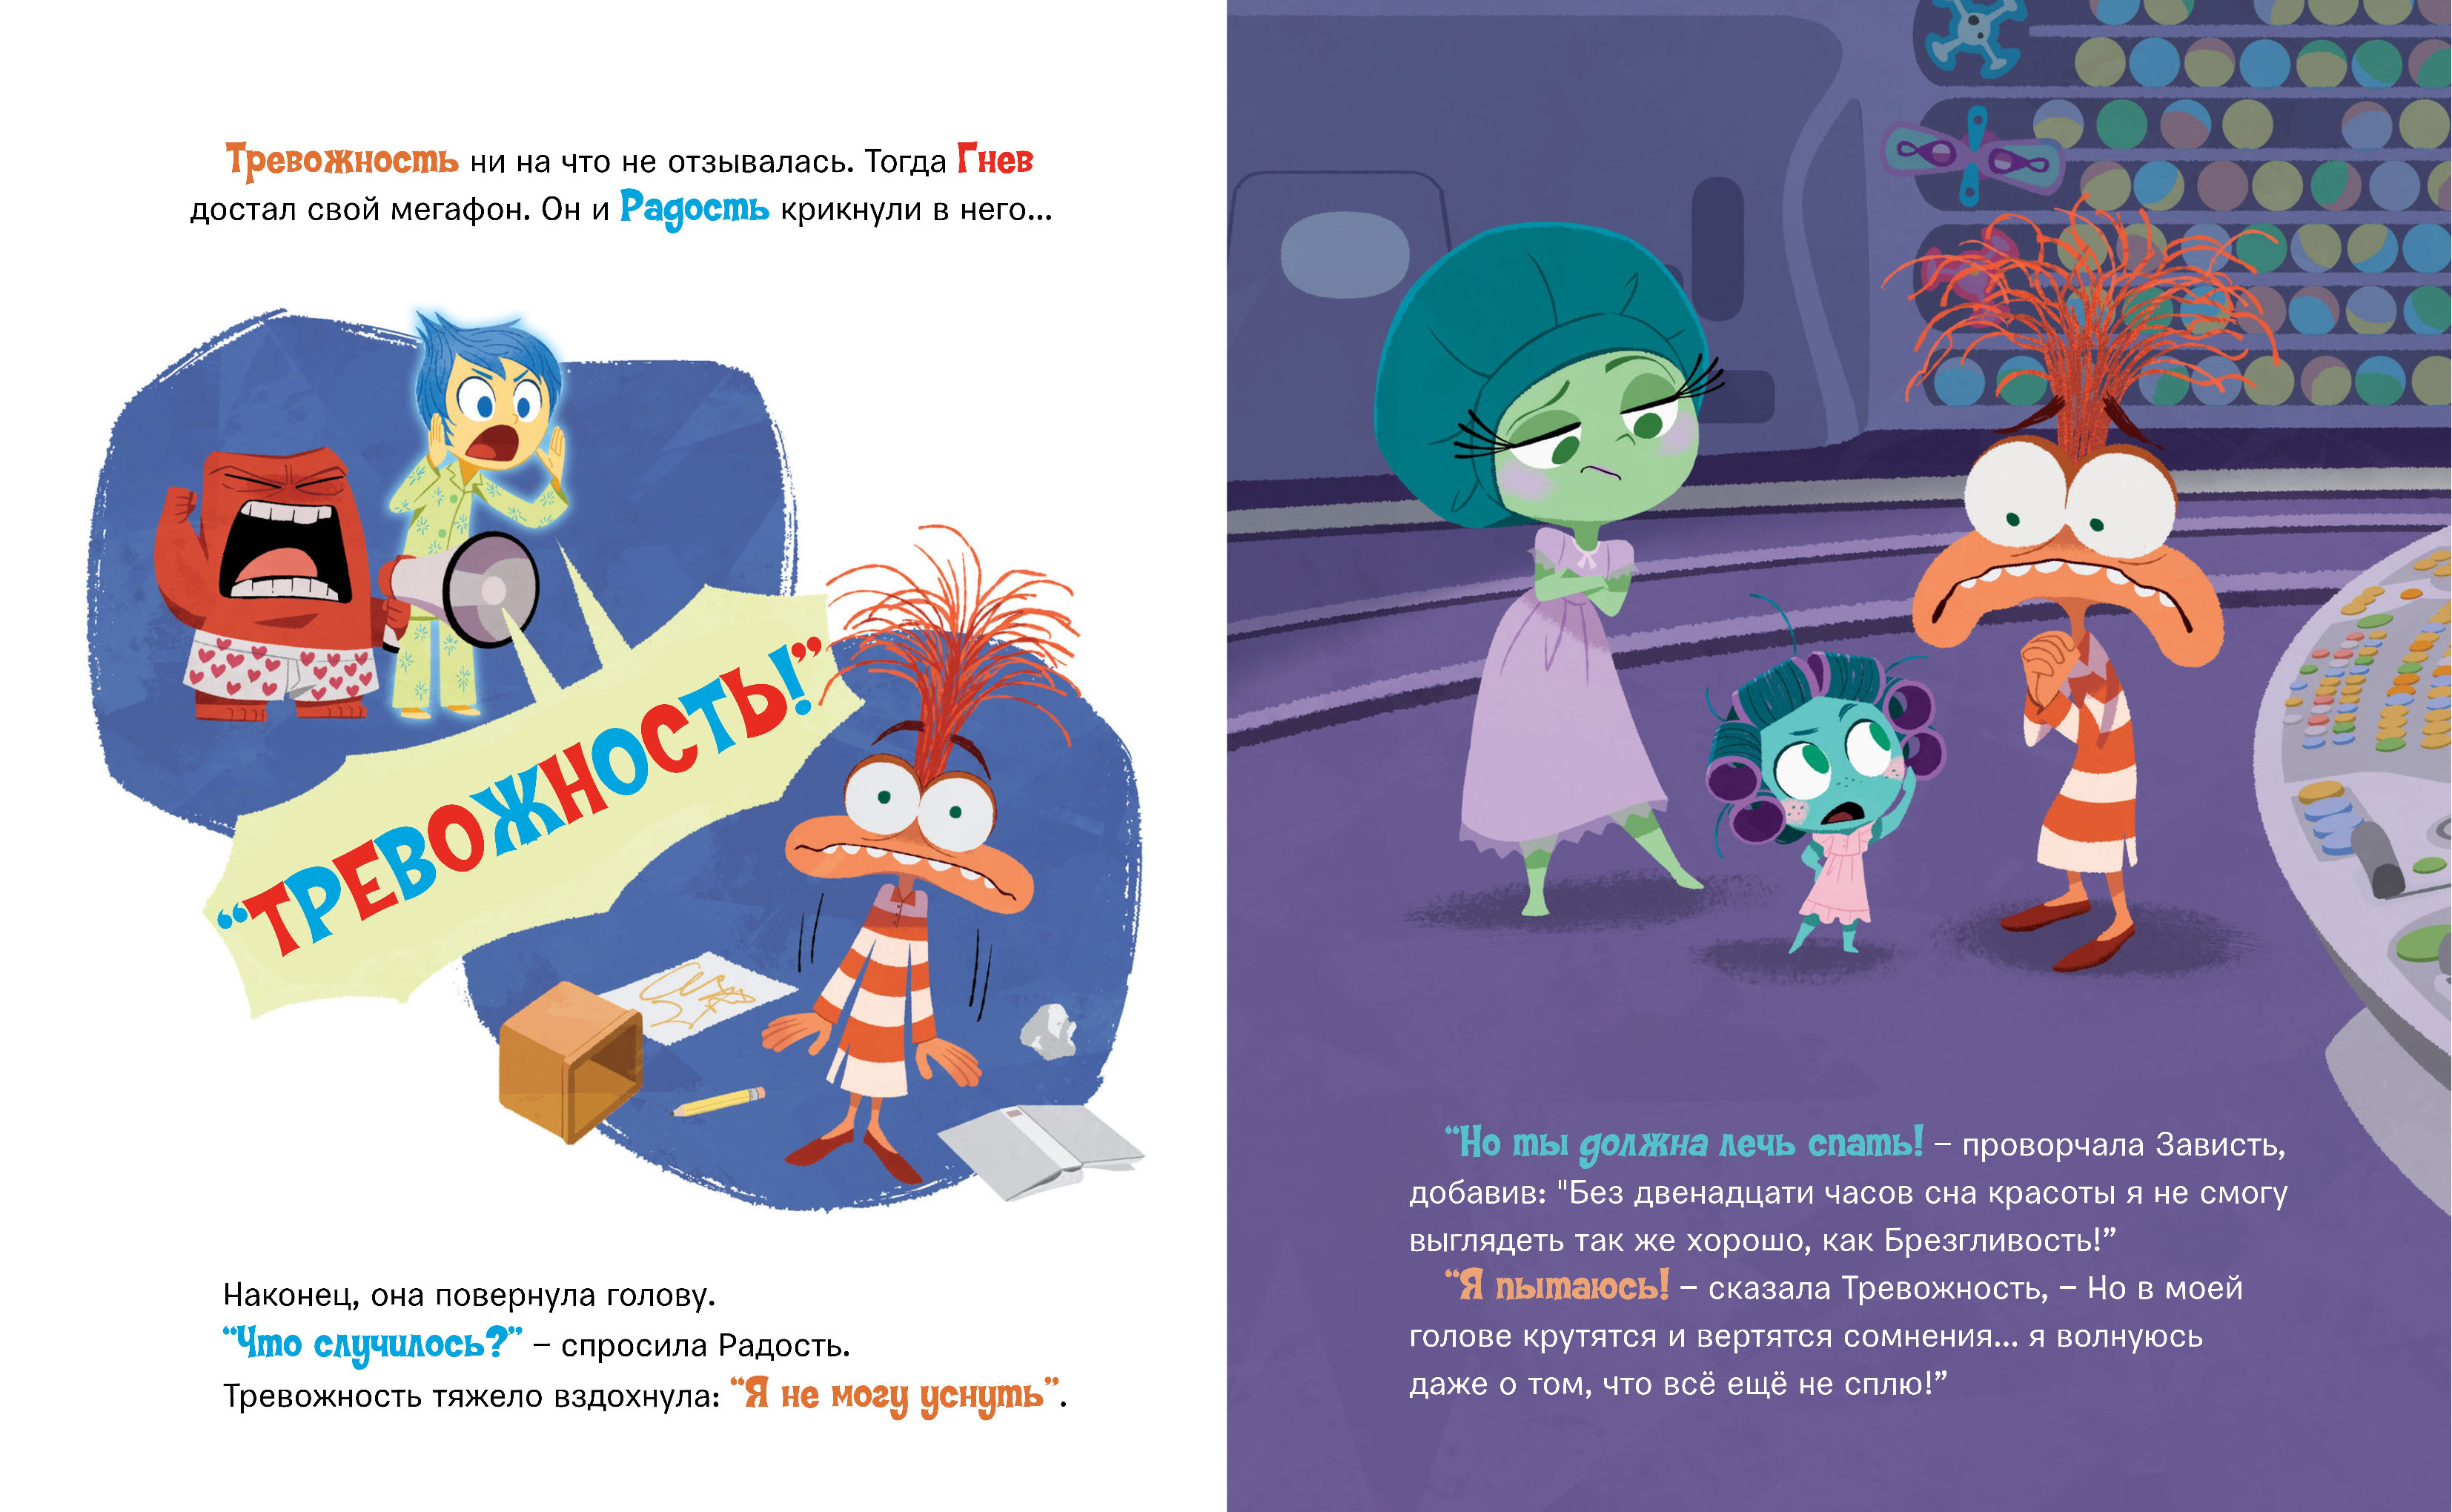 Тревожность ни на что не отзывалась. Тогда Гнев
достал свой мегафон. Он и Радость крикнули в него...
“ТРЕВОЖНОСТЬ!”
Наконец, она повернула голову.
“Что случилось?” – спросила Радость.
Тревожность тяжело вздохнула: “Я не могу уснуть”.
“Но ты должна лечь спать! – проворчала Зависть,
добавив: "Без двенадцати часов сна красоты я не смогу
выглядеть так же хорошо, как Брезгливость!”
“Я пытаюсь! – сказала Тревожность, – Но в моей
голове крутятся и вертятся сомнения... я волнуюсь
даже о том, что всё ещё не сплю!”